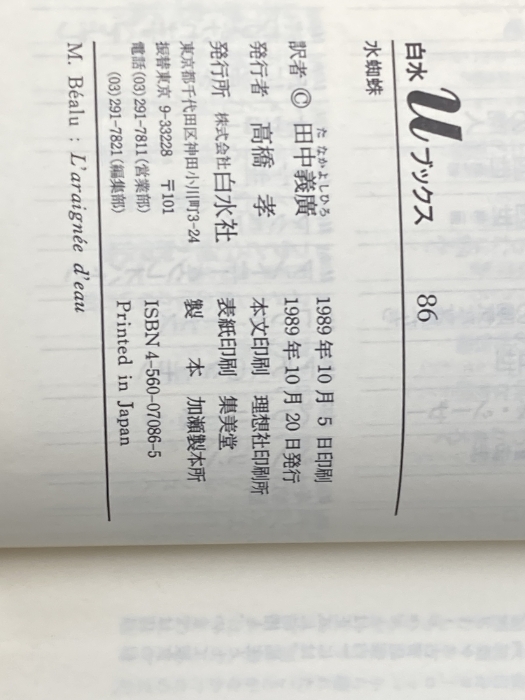 白水uブックス 86
水蜘蛛
訳者 © 田中義廣
たなかよしひろ
発行者 高橋 孝
発行所 株式会社白水社
東京都千代田区神田小川町3-24
振替東京 9-33228 〒101
電話(03)291-7811(営業部)
(03)291-7821(編集部)
1989年10月 5日印刷
1989年10月20日発行
本文印刷 理想社印刷所
表紙印刷 集美堂
製 本 加瀬製本所
ISBN 4-560-07086-5
Printed in Japan
M. Béalu : L'araignée d'eau